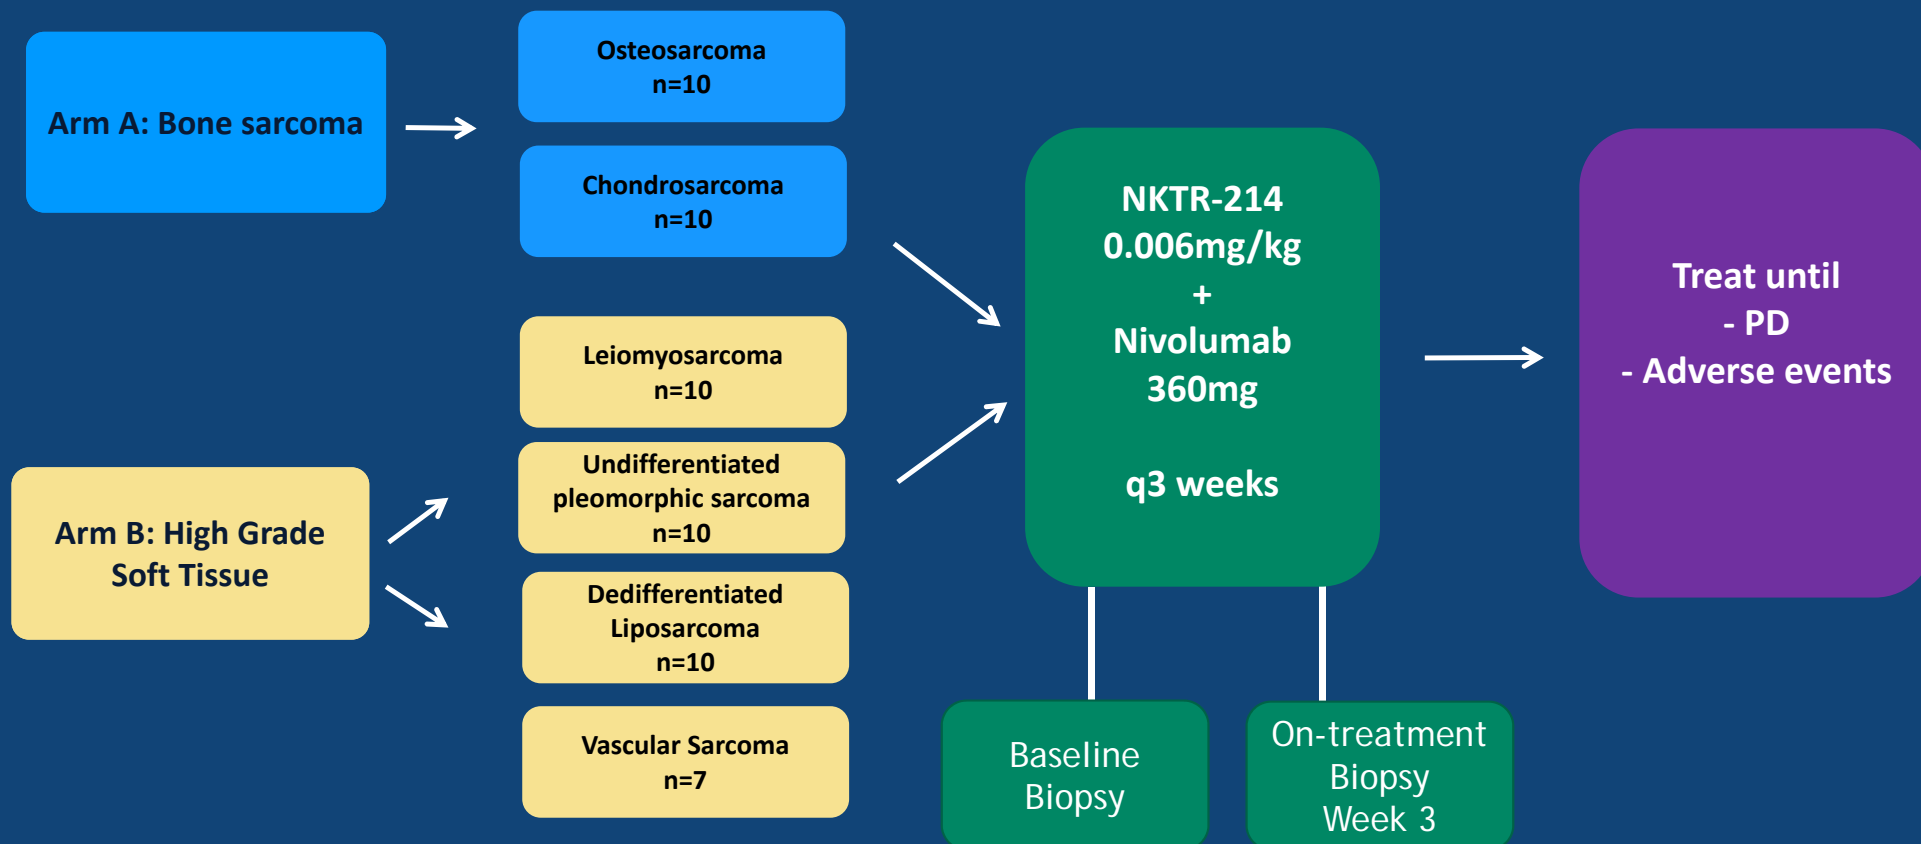 Arm A: Bone sarcoma
Osteosarcoma
n=10
Chondrosarcoma
n=10
Arm B: High Grade
Soft Tissue
Leiomyosarcoma
n=10
Undifferentiated
pleomorphic sarcoma
n=10
Dedifferentiated
Liposarcoma
n=10
Vascular Sarcoma
n=7
NKTR-214
0.006mg/kg
+
Nivolumab
360mg
q3 weeks
Baseline
Biopsy
On-treatment
Biopsy
Week 3
Treat until
- PD
- Adverse events